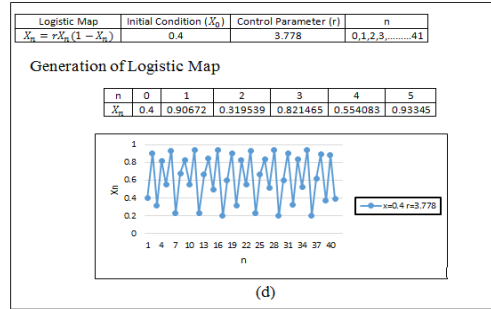 Logistic Map Initial Condition (X₀) Control Parameter (r) n
Xₙ = rXₙ(1 − Xₙ) 0.4 3.778 0,1,2,3,.........41
Generation of Logistic Map
n 0 1 2 3 4 5
Xₙ 0.4 0.90672 0.319539 0.821465 0.554083 0.93345
1
0.8
0.6
0.4
0.2
0
Xn
1 4 7 10 13 16 19 22 25 28 31 34 37 40
n
x=0.4 r=3.778
(d)